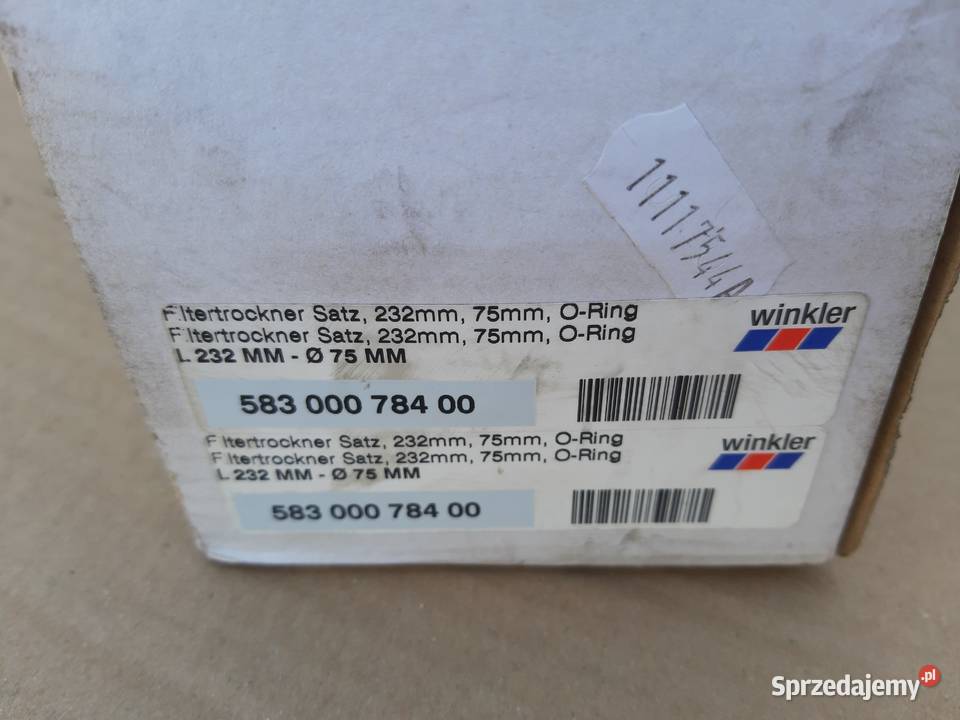 1111.7544A
Filtertrockner Satz, 232mm, 75mm, O-Ring
Filtertrockner Satz, 232mm, 75mm, O-Ring
L 232 MM - Ø 75 MM
winkler
583 000 784 00
Filtertrockner Satz, 232mm, 75mm, O-Ring
Filtertrockner Satz, 232mm, 75mm, O-Ring
L 232 MM - Ø 75 MM
winkler
583 000 784 00
Sprzedajemy.pl